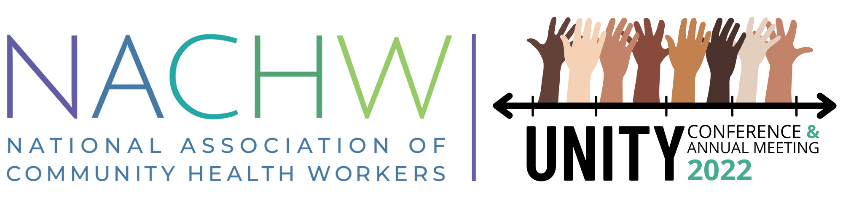 NACHW
NATIONAL ASSOCIATION OF
COMMUNITY HEALTH WORKERS
UNITY
CONFERENCE &
ANNUAL MEETING
2022